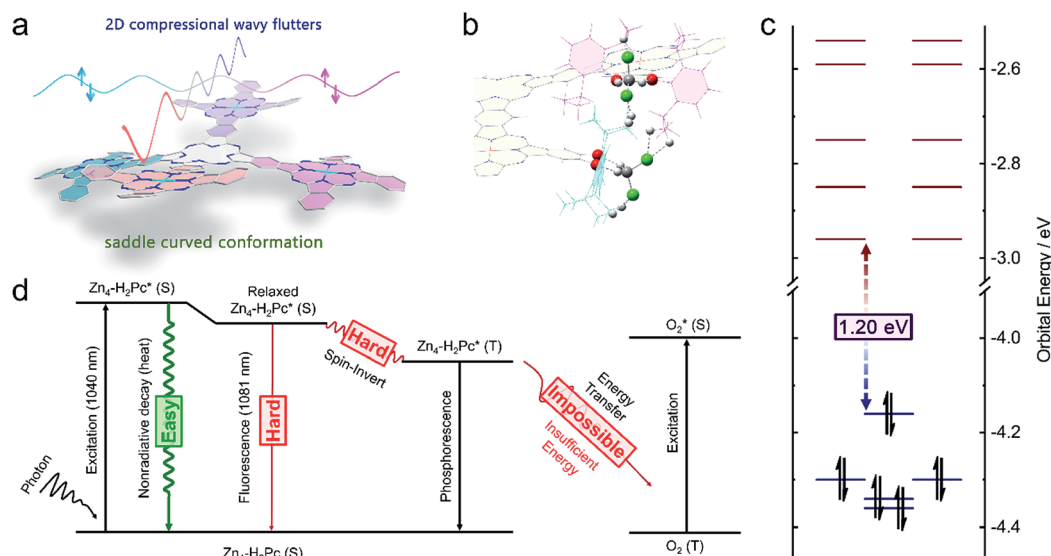 a
2D compressional wavy flutters
saddle curved conformation
b
c
-2.6
-2.8
-3.0
-4.0
-4.2
-4.4
Orbital Energy / eV
1.20 eV
d
Zn₄-H₂Pc* (S)
Relaxed
Zn₄-H₂Pc* (S)
Zn₄-H₂Pc* (T)
O₂* (S)
Photon
Excitation (1040 nm)
Nonradiative decay (heat)
Easy
Fluorescence (1081 nm)
Hard
Hard
Spin-Invert
Phosphorescence
Energy
Transfer
Impossible
Insufficient
Energy
Excitation
Zn₄-H₂Pc (S)
O₂ (T)